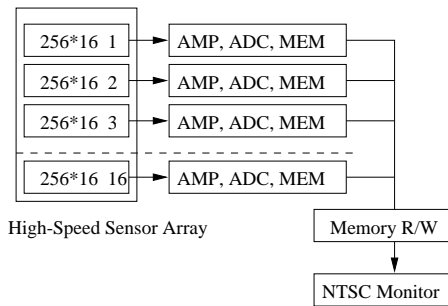 256*16 1 AMP, ADC, MEM
256*16 2 AMP, ADC, MEM
256*16 3 AMP, ADC, MEM
256*16 16 AMP, ADC, MEM
High-Speed Sensor Array
Memory R/W
NTSC Monitor